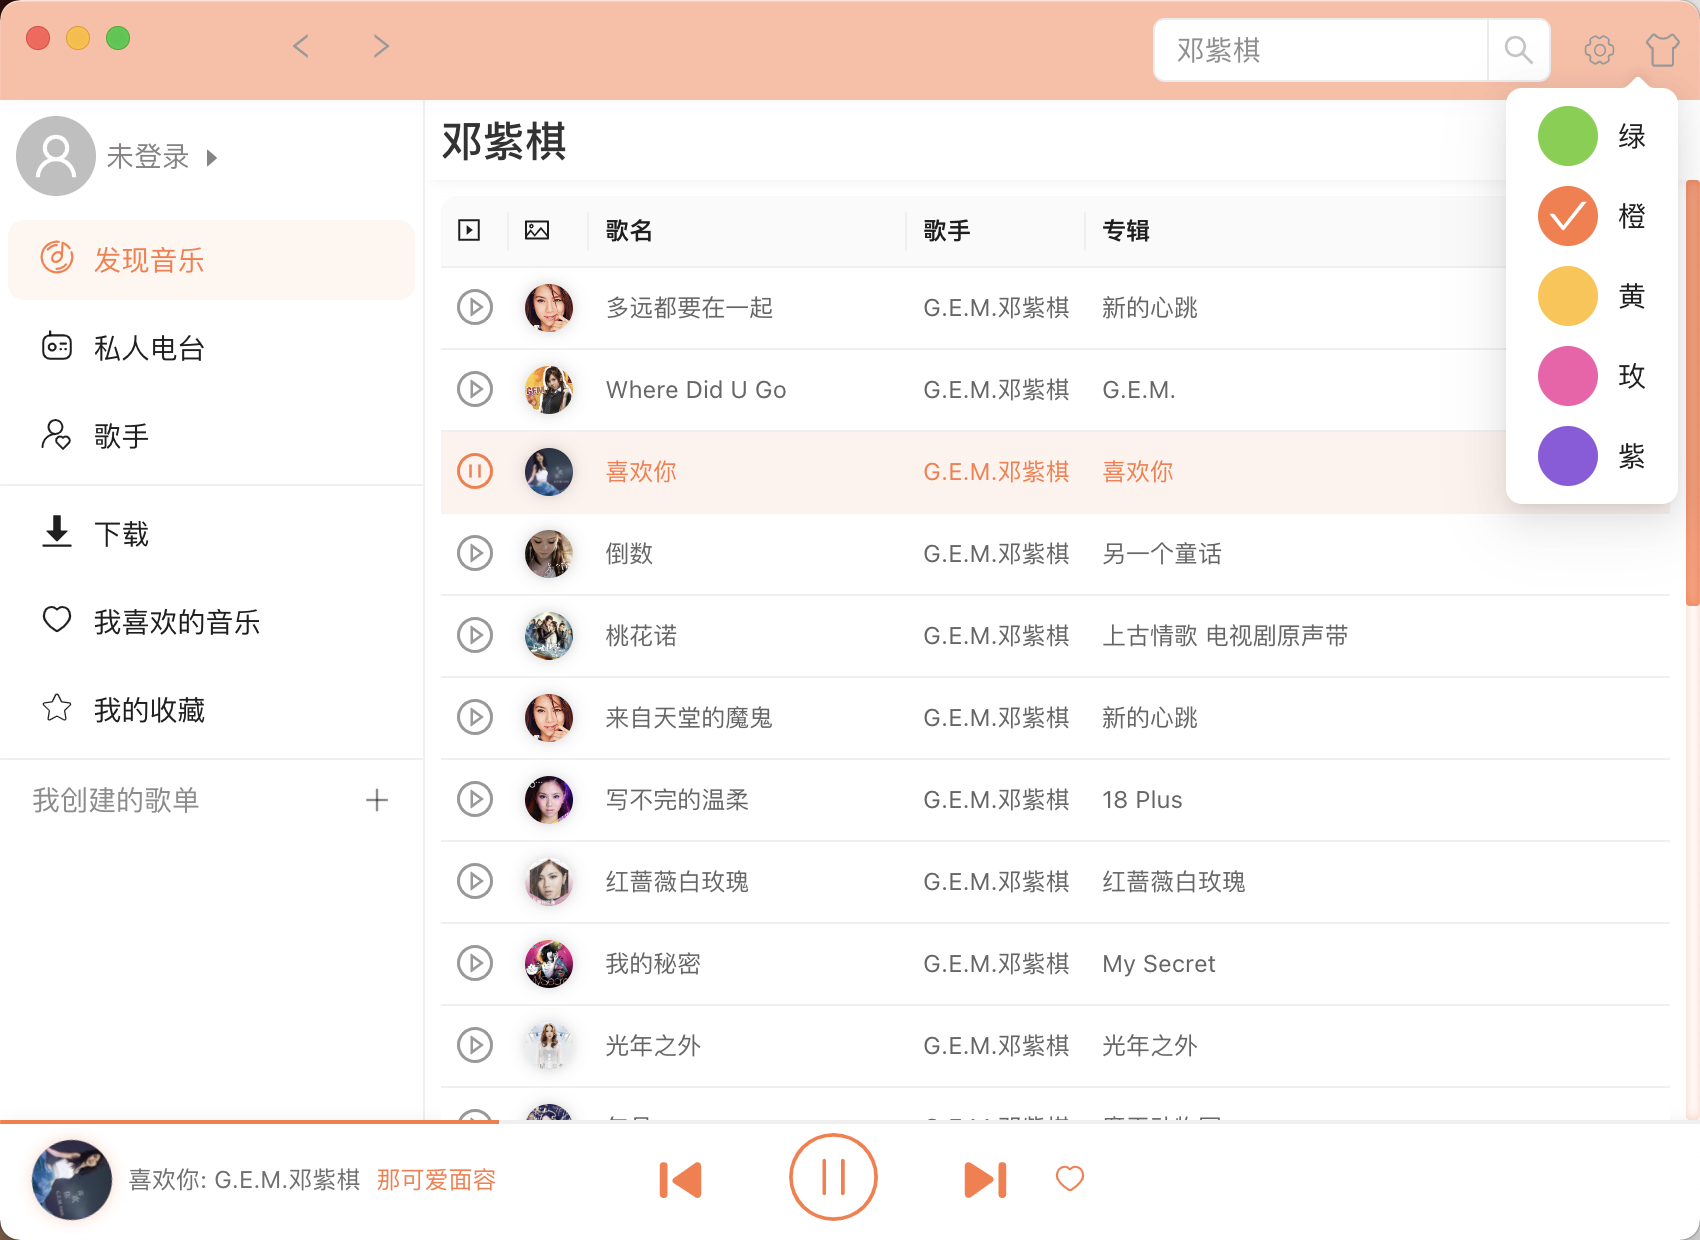 邓紫棋
绿
橙
黄
玫
紫
未登录
发现音乐
私人电台
歌手
下载
我喜欢的音乐
我的收藏
我创建的歌单
邓紫棋
歌名 歌手 专辑
多远都要在一起 G.E.M.邓紫棋 新的心跳
Where Did U Go G.E.M.邓紫棋 G.E.M.
喜欢你 G.E.M.邓紫棋 喜欢你
倒数 G.E.M.邓紫棋 另一个童话
桃花诺 G.E.M.邓紫棋 上古情歌 电视剧原声带
来自天堂的魔鬼 G.E.M.邓紫棋 新的心跳
写不完的温柔 G.E.M.邓紫棋 18 Plus
红蔷薇白玫瑰 G.E.M.邓紫棋 红蔷薇白玫瑰
我的秘密 G.E.M.邓紫棋 My Secret
光年之外 G.E.M.邓紫棋 光年之外
喜欢你: G.E.M.邓紫棋 那可爱面容